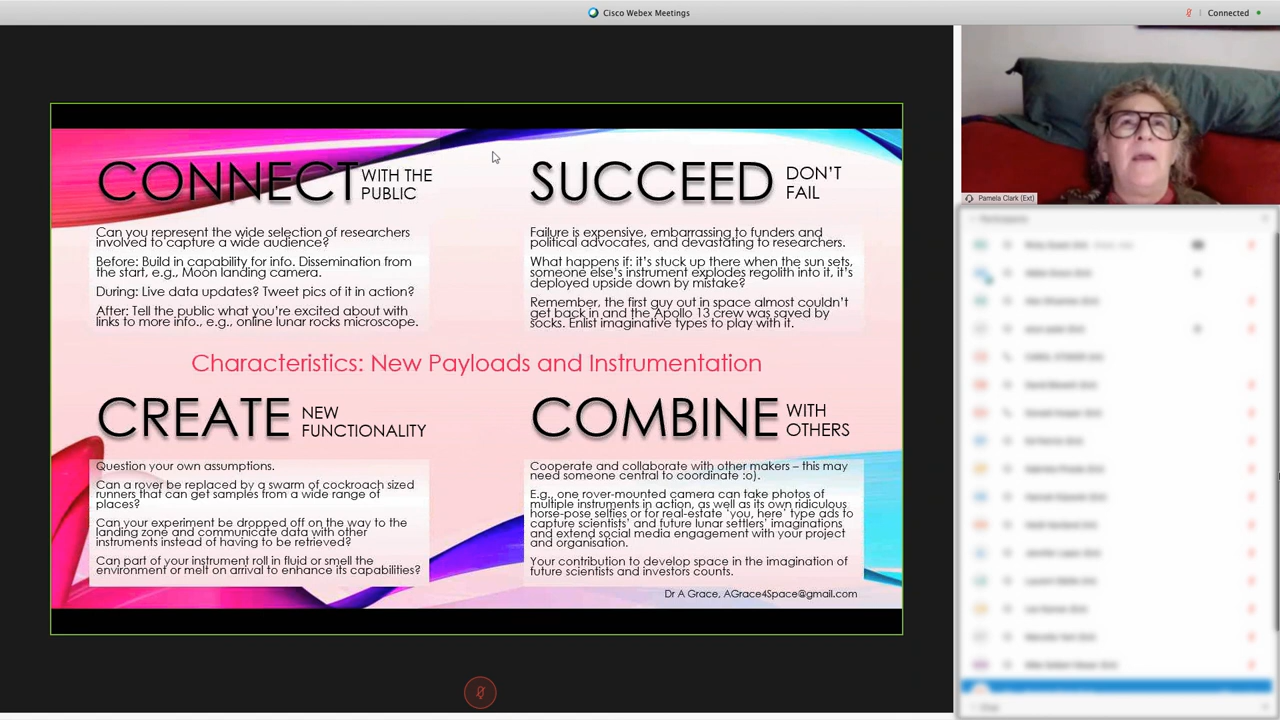 Cisco Webex Meetings
Connected
CONNECT WITH THE
PUBLIC
Can you represent the wide selection of researchers
involved to capture a wide audience?
Before: Build in capability for info. Dissemination from
the start, e.g., Moon landing camera.
During: Live data updates? Tweet pics of it in action?
After: Tell the public what you're excited about with
links to more info., e.g., online lunar rocks microscope.
SUCCEED DON'T
FAIL
Failure is expensive, embarrassing to funders and
political advocates, and devastating to researchers.
What happens if: it's stuck up there when the sun sets,
someone else's instrument explodes regolith into it, it's
deployed upside down by mistake?
Remember, the first guy out in space almost couldn't
get back in and the Apollo 13 crew was saved by
socks. Enlist imaginative types to play with it.
Characteristics: New Payloads and Instrumentation
CREATE NEW
FUNCTIONALITY
Question your own assumptions.
Can a rover be replaced by a swarm of cockroach sized
runners that can get samples from a wide range of
places?
Can your experiment be dropped off on the way to the
landing zone and communicate data with other
instruments instead of having to be retrieved?
Can part of your instrument roll in fluid or smell the
environment or melt on arrival to enhance its capabilities?
COMBINE WITH
OTHERS
Cooperate and collaborate with other makers – this may
need someone central to coordinate :o).
E.g., one rover-mounted camera can take photos of
multiple instruments in action, as well as its own ridiculous
horse-pose selfies or for real-estate 'you, here' type ads to
capture scientists' and future lunar settlers' imaginations
and extend social media engagement with your project
and organisation.
Your contribution to develop space in the imagination of
future scientists and investors counts.
Dr A Grace, AGrace4Space@gmail.com
Pamela Clark (Ext)